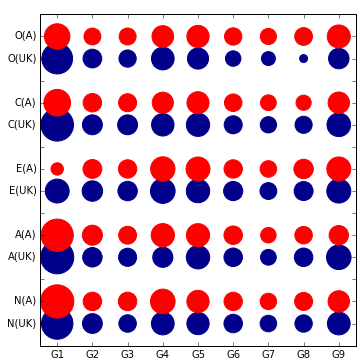 O(A)
O(UK)
C(A)
C(UK)
E(A)
E(UK)
A(A)
A(UK)
N(A)
N(UK)
G1 G2 G3 G4 G5 G6 G7 G8 G9